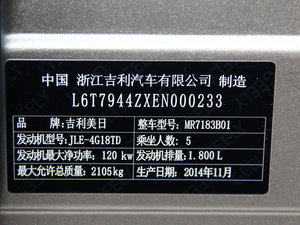 中国 浙江吉利汽车有限公司 制造
L6T7944ZXEN000233
品牌:吉利美日 整车型号:MR7183B01
发动机型号:JLE-4G18TD 乘坐人数:5
发动机最大净功率:120kw 发动机排量:1.800L
最大允许总质量:2105kg 生产日期:2014年11月